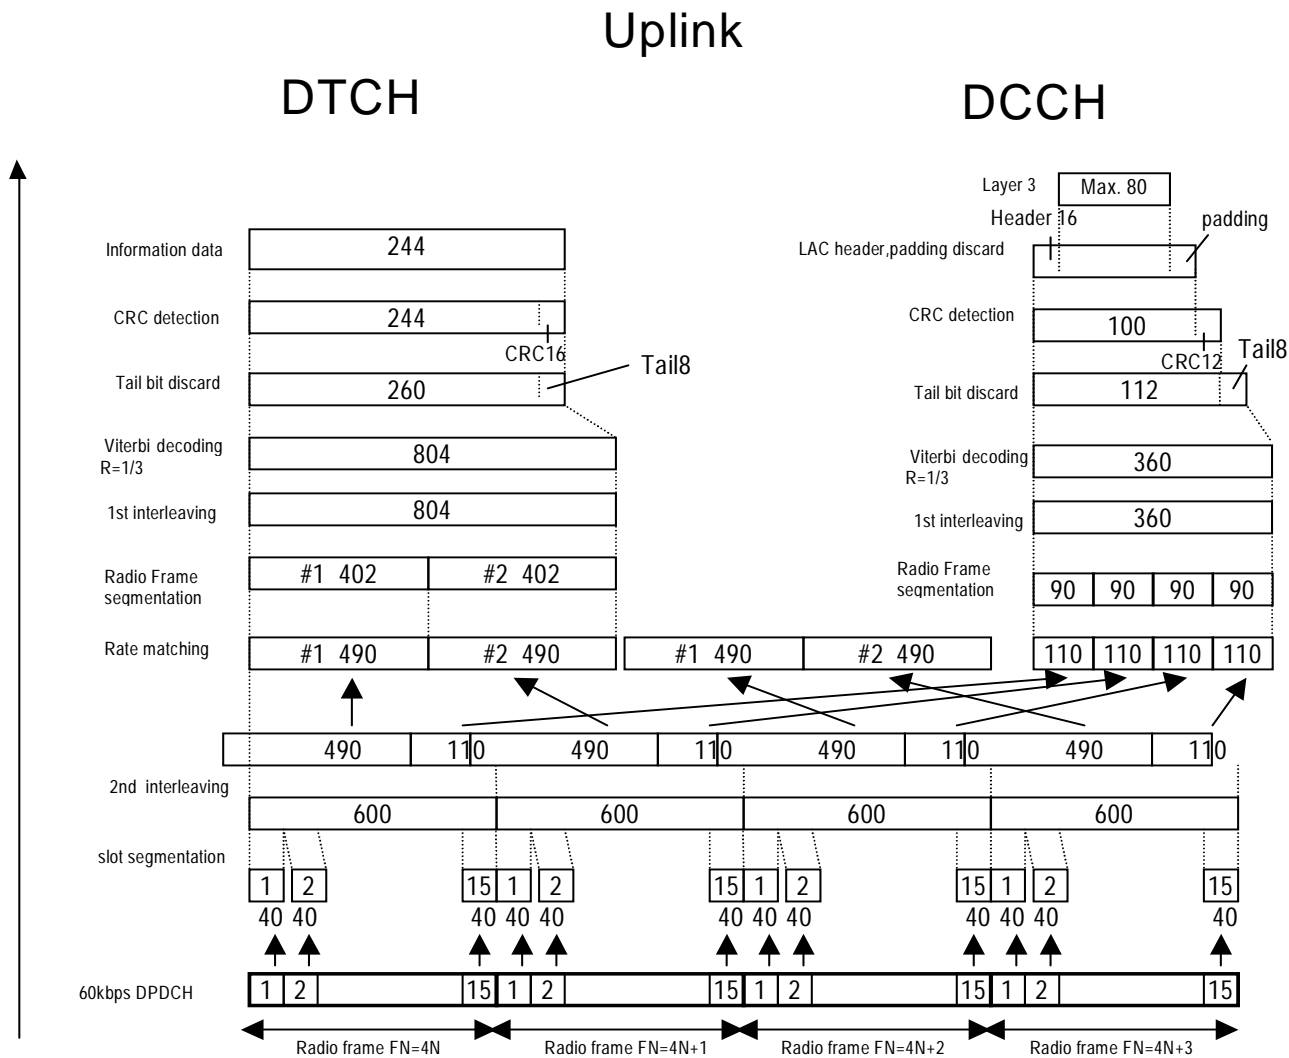 Uplink
DTCH
DCCH
Layer 3
Max. 80
Header 16
padding
Information data
244
LAC header,padding discard
CRC detection
244
CRC16
CRC detection
100
CRC12
Tail bit discard
260
Tail8
Tail bit discard
112
Tail8
Viterbi decoding
R=1/3
804
Viterbi decoding
R=1/3
360
1st interleaving
804
1st interleaving
360
Radio Frame
segmentation
#1 402
#2 402
Radio Frame
segmentation
90 90 90 90
Rate matching
#1 490
#2 490
#1 490
#2 490
110 110 110 110
490 110 490 110 490 110 490 110
2nd interleaving
600 600 600 600
slot segmentation
1 2 15 1 2 15 1 2 15 1 2 15
40 40 40 40 40 40 40 40 40 40 40 40
60kbps DPDCH
1 2 15 1 2 15 1 2 15 1 2 15
Radio frame FN=4N
Radio frame FN=4N+1
Radio frame FN=4N+2
Radio frame FN=4N+3